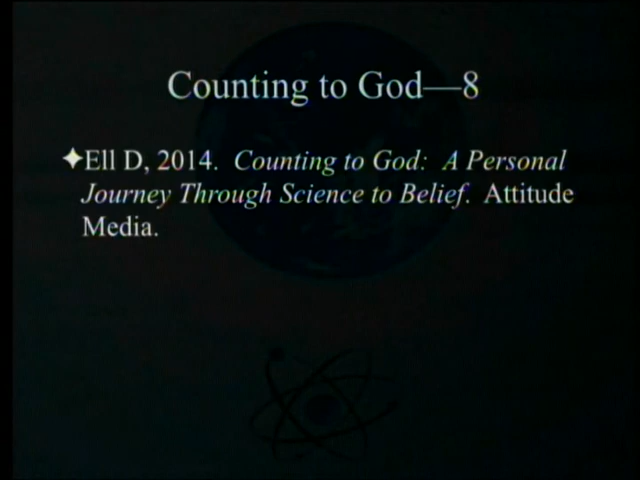 Counting to God—8
✦Ell D, 2014.  Counting to God:  A Personal
Journey Through Science to Belief.  Attitude
Media.